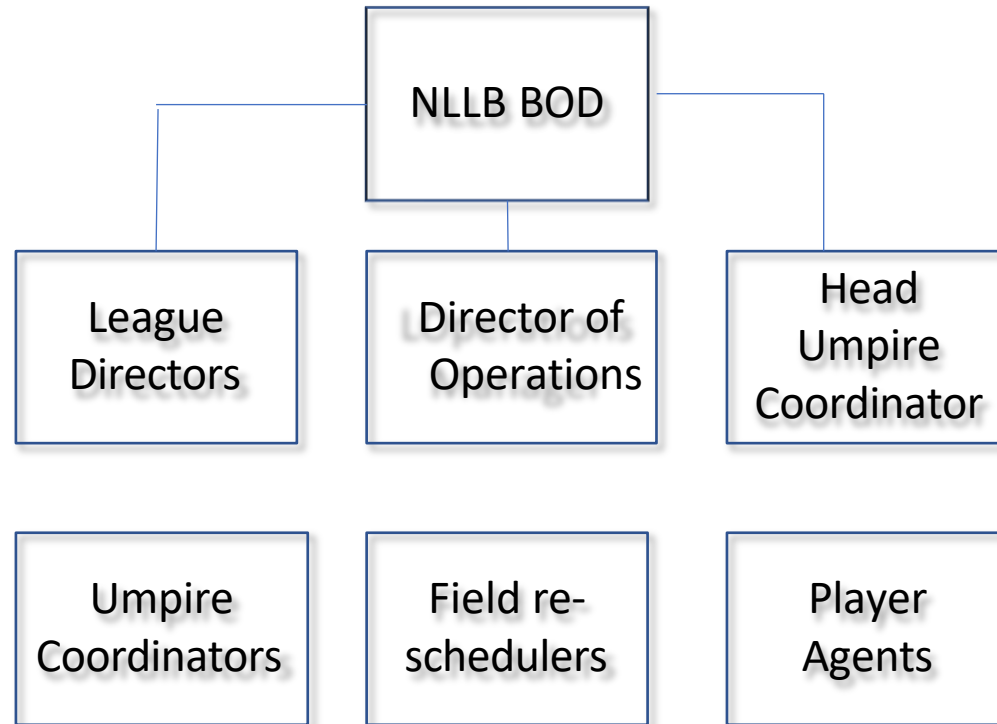 NLLB BOD
League
Directors
Director of
Operations
Head
Umpire
Coordinator
Umpire
Coordinators
Field re-
schedulers
Player
Agents